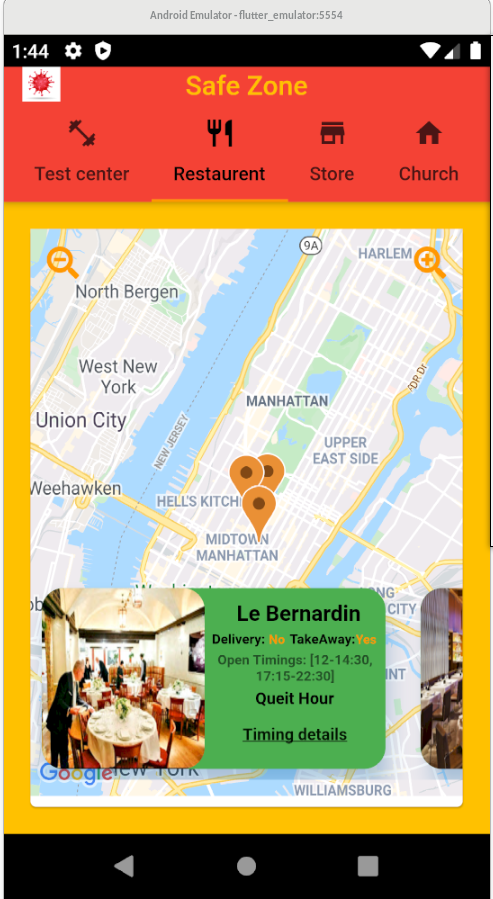 Android Emulator - flutter_emulator:5554
1:44
Safe Zone
Test center
Restaurent
Store
Church
9A
HARLEM
North Bergen
FDR Dr
West New
York
MANHATTAN
Union City
NEW JERSEY
UPPER
EAST SIDE
Weehawken
HELL'S KITCH
MIDTOWN
MANHATTAN
NG
CITY
Le Bernardin
Delivery: No TakeAway:Yes
Open Timings: [12-14:30,
17:15-22:30]
Queit Hour
Timing details
NT
Google
New York
WILLIAMSBURG